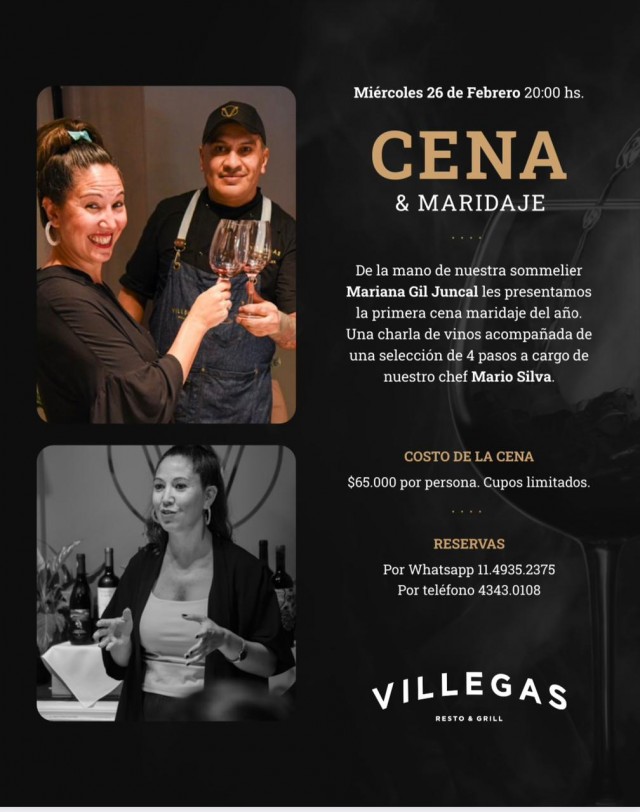 Miércoles 26 de Febrero 20:00 hs.
CENA
& MARIDAJE
De la mano de nuestra sommelier
Mariana Gil Juncal les presentamos
la primera cena maridaje del año.
Una charla de vinos acompañada de
una selección de 4 pasos a cargo de
nuestro chef Mario Silva.
COSTO DE LA CENA
$65.000 por persona. Cupos limitados.
RESERVAS
Por Whatsapp 11.4935.2375
Por teléfono 4343.0108
VILLEGAS
RESTO & GRILL